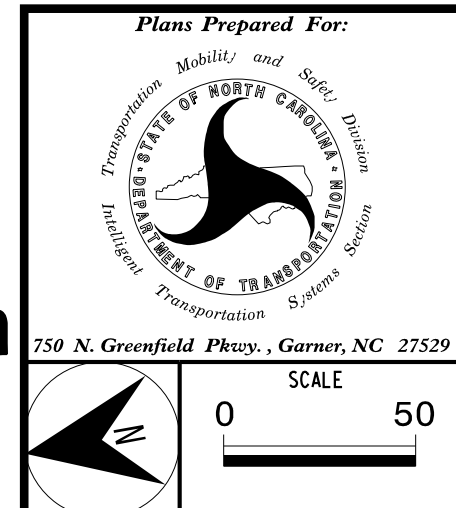 Plans Prepared For:
Transportation Mobility and Safety Division
STATE OF NORTH CAROLINA
DEPARTMENT OF TRANSPORTATION
Intelligent Transportation Systems Section
750 N. Greenfield Pkwy. , Garner, NC 27529
N
SCALE
0 50